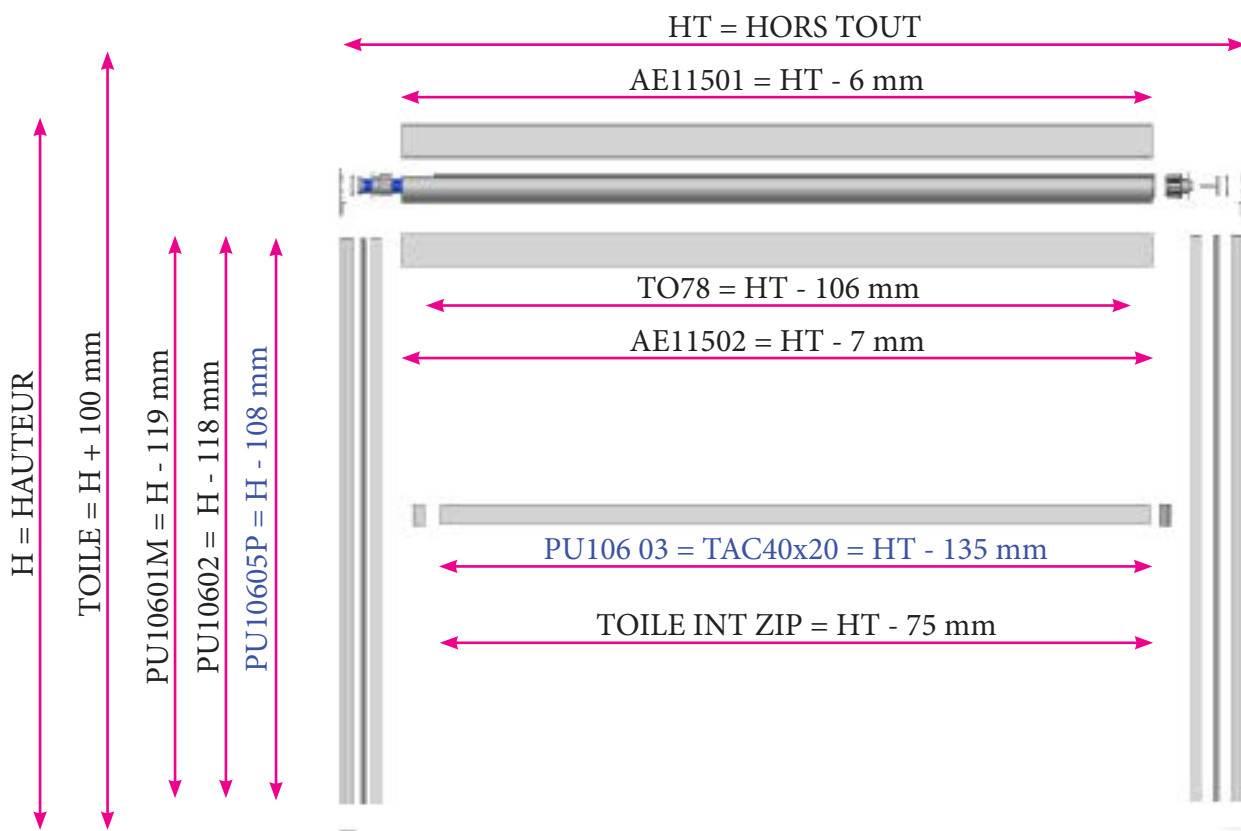 HT = HORS TOUT
AE11501 = HT - 6 mm
TO78 = HT - 106 mm
AE11502 = HT - 7 mm
PU106 03 = TAC40x20 = HT - 135 mm
TOILE INT ZIP = HT - 75 mm
H = HAUTEUR
TOILE = H + 100 mm
PU10601M = H - 119 mm
PU10602 = H - 118 mm
PU10605P = H - 108 mm